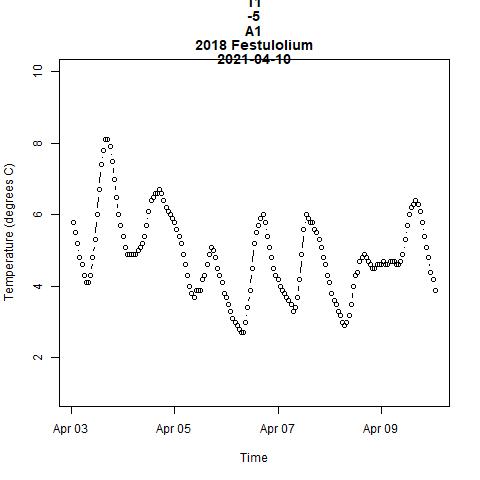 T1
-5
A1
2018 Festulolium
2021-04-10
Temperature (degrees C)
10
8
6
4
2
Apr 03
Apr 05
Apr 07
Apr 09
Time